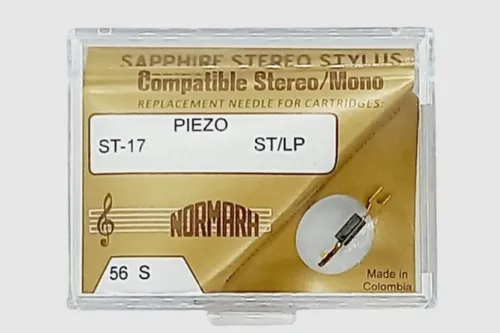 SAPPHIRE STEREO STYLUS
Compatible Stereo/Mono
REPLACEMENT NEEDLE FOR CARTRIDGES:
PIEZO
ST-17 ST/LP
NORMARH
56 S
Made in
Colombia